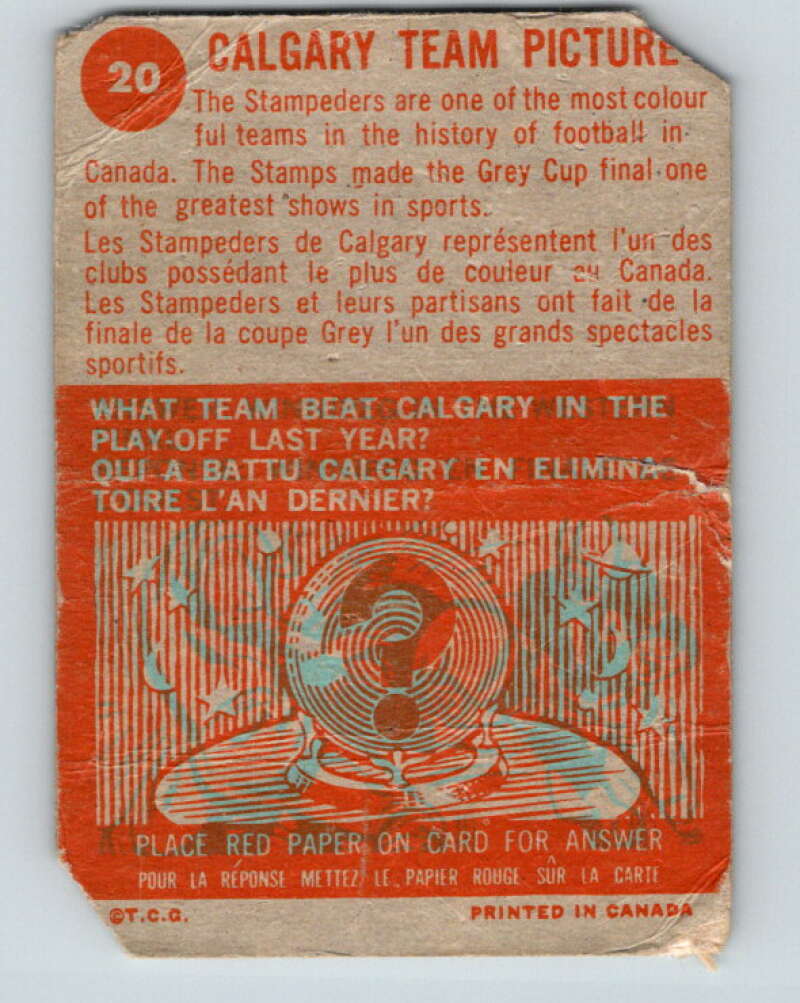 20
CALGARY TEAM PICTURE
The Stampeders are one of the most colour
ful teams in the history of football in
Canada. The Stamps made the Grey Cup final one
of the greatest shows in sports.
Les Stampeders de Calgary représentent l'un des
clubs possédant le plus de couleur au Canada.
Les Stampeders et leurs partisans ont fait de la
finale de la coupe Grey l'un des grands spectacles
sportifs.
WHAT TEAM BEAT CALGARY IN THE
PLAY-OFF LAST YEAR?
QUI A BATTU CALGARY EN ELIMINA-
TOIRE L'AN DERNIER?
?
PLACE RED PAPER ON CARD FOR ANSWER
POUR LA RÉPONSE METTEZ LE PAPIER ROUGE SÛR LA CARTE
©T.C.G.
PRINTED IN CANADA